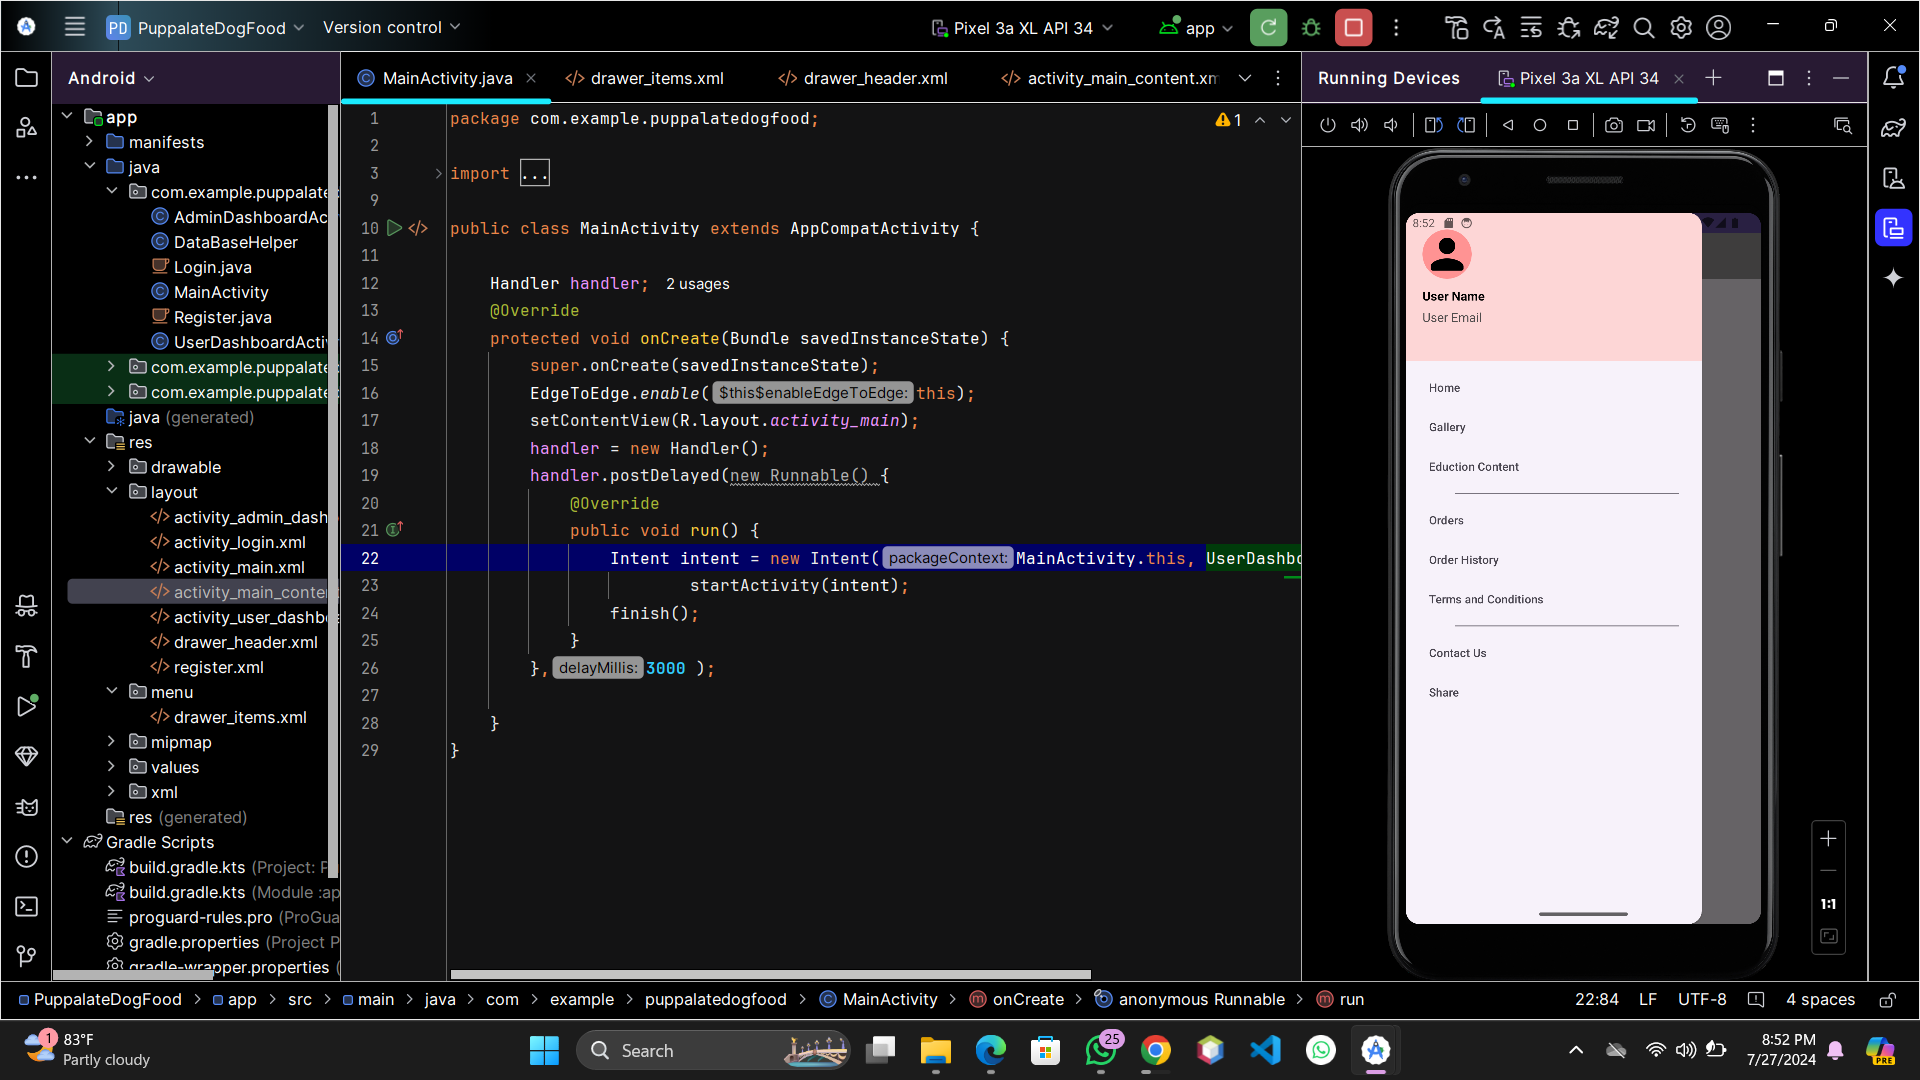 PD PuppalateDogFood Version control Pixel 3a XL API 34 app
Android
MainActivity.java drawer_items.xml drawer_header.xml activity_main_content.xm
Running Devices Pixel 3a XL API 34
app
manifests
java
com.example.puppalate
AdminDashboardAc
DataBaseHelper
Login.java
MainActivity
Register.java
UserDashboardActi
com.example.puppalate
com.example.puppalate
java (generated)
res
drawable
layout
activity_admin_dash
activity_login.xml
activity_main.xml
activity_main_conte
activity_user_dashb
drawer_header.xml
register.xml
menu
drawer_items.xml
mipmap
values
xml
res (generated)
Gradle Scripts
build.gradle.kts (Project: P
build.gradle.kts (Module :ap
proguard-rules.pro (ProGua
gradle.properties (Project P
gradle-wrapper.properties (
1 package com.example.puppalatedogfood; 1
2
3 import ...
9
10 public class MainActivity extends AppCompatActivity {
11
12 Handler handler; 2 usages
13 @Override
14 protected void onCreate(Bundle savedInstanceState) {
15 super.onCreate(savedInstanceState);
16 EdgeToEdge.enable( $this$enableEdgeToEdge: this);
17 setContentView(R.layout.activity_main);
18 handler = new Handler();
19 handler.postDelayed(new Runnable() {
20 @Override
21 public void run() {
22 Intent intent = new Intent( packageContext: MainActivity.this, UserDashbo
23 startActivity(intent);
24 finish();
25 }
26 }, delayMillis: 3000 );
27
28 }
29 }
8:52
User Name
User Email
Home
Gallery
Eduction Content
Orders
Order History
Terms and Conditions
Contact Us
Share
1:1
PuppalateDogFood > app > src > main > java > com > example > puppalatedogfood > MainActivity > onCreate > anonymous Runnable > run 22:84 LF UTF-8 4 spaces
1 83°F
Partly cloudy
Search
25
8:52 PM
7/27/2024
PRE